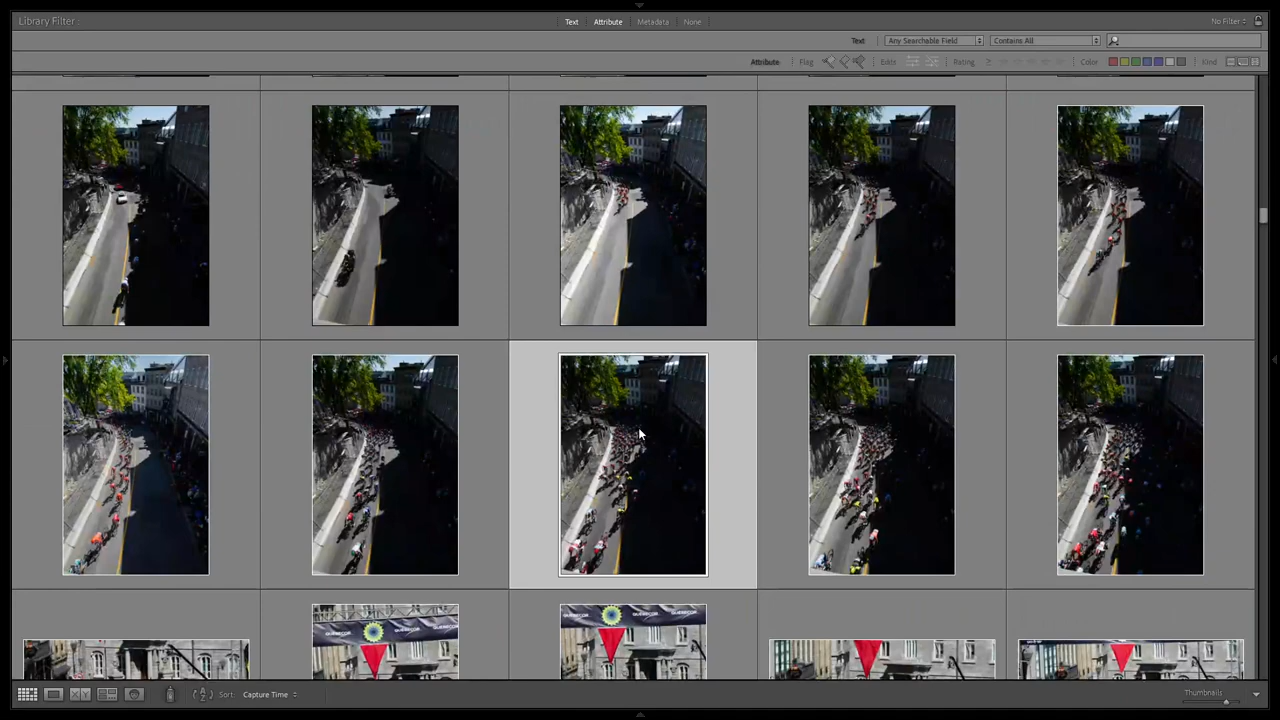 Library Filter :
Text Attribute Metadata None
No Filter
Text Any Searchable Field Contains All
Attribute Flag Edits Rating ≥ Color Kind
QUEBECOR
QUEBECOR
QUEBECOR
QUEBECOR
Sort: Capture Time
Thumbnails